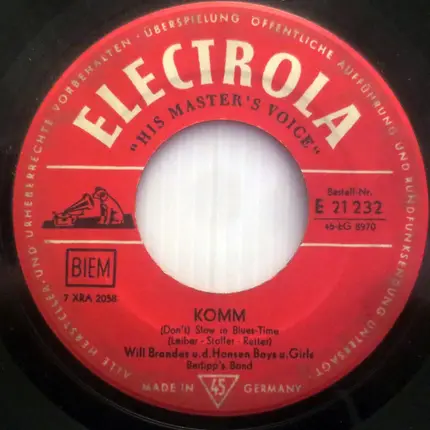 ALLE HERSTELLER- UND URHEBERRECHTE VORBEHALTEN · ÜBERSPIELUNG ÖFFENTLICHE AUFFÜHRUNG UND RUNDFUNKSENDUNG UNTERSAGT
ELECTROLA
"HIS MASTER'S VOICE"
Bestell-Nr.
E 21 232
45-EG 8970
BIEM
7 XRA 2058
KOMM
(Don't) Slow in Blues-Time
(Leiber - Stoller - Relter)
Will Brandes u. d. Hansen Boys u. Girls
Berlipp's Band
MADE IN 45 GERMANY